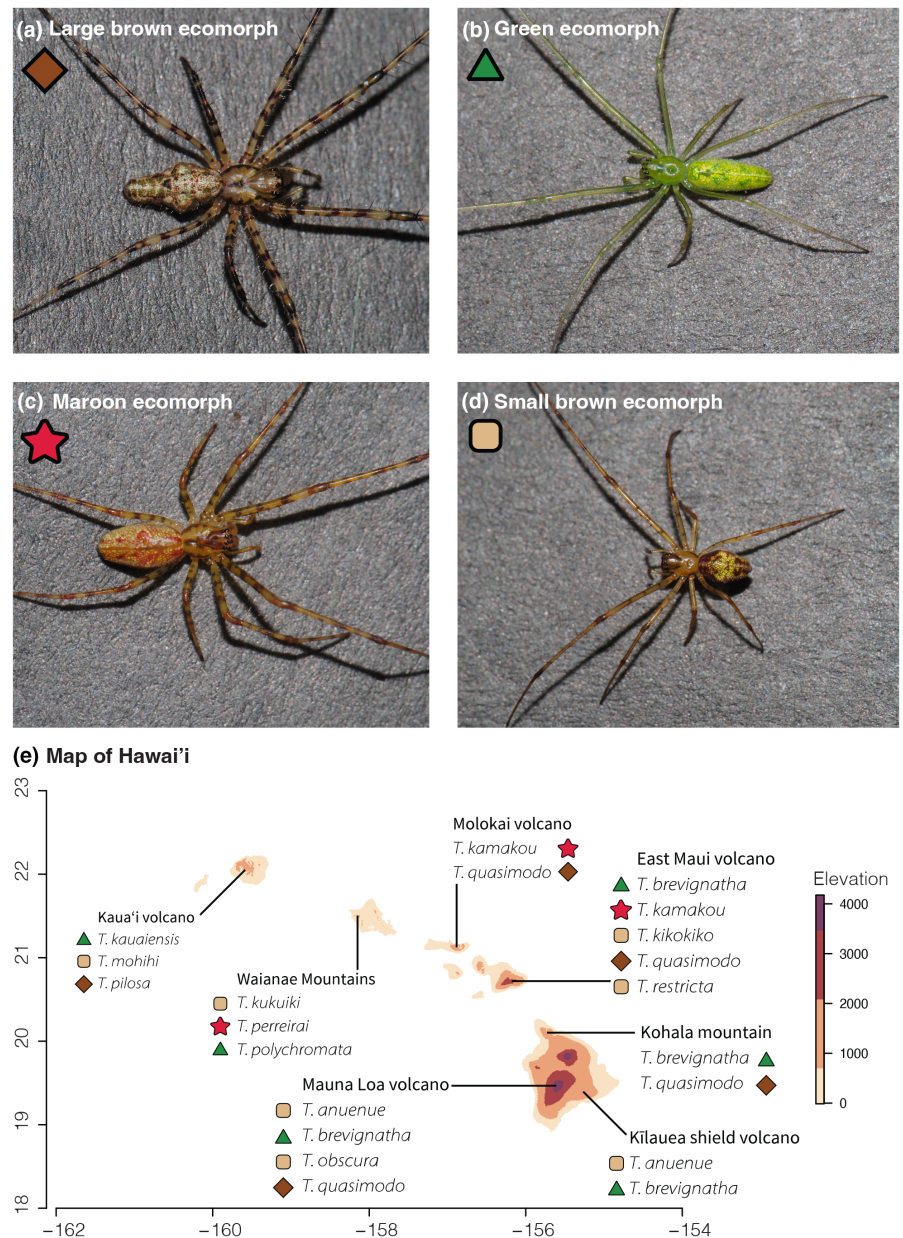 (a) Large brown ecomorph
(b) Green ecomorph
(c) Maroon ecomorph
(d) Small brown ecomorph
(e) Map of Hawai’i
23
22
21
20
19
18
−162
−160
−158
−156
−154
Kaua‘i volcano
T. kauaiensis
T. mohihi
T. pilosa
Waianae Mountains
T. kukuiki
T. perreirai
T. polychromata
Molokai volcano
T. kamakou
T. quasimodo
East Maui volcano
T. brevignatha
T. kamakou
T. kikokiko
T. quasimodo
T. restricta
Kohala mountain
T. brevignatha
T. quasimodo
Mauna Loa volcano
T. anuenue
T. brevignatha
T. obscura
T. quasimodo
Kīlauea shield volcano
T. anuenue
T. brevignatha
Elevation
4000
3000
2000
1000
0